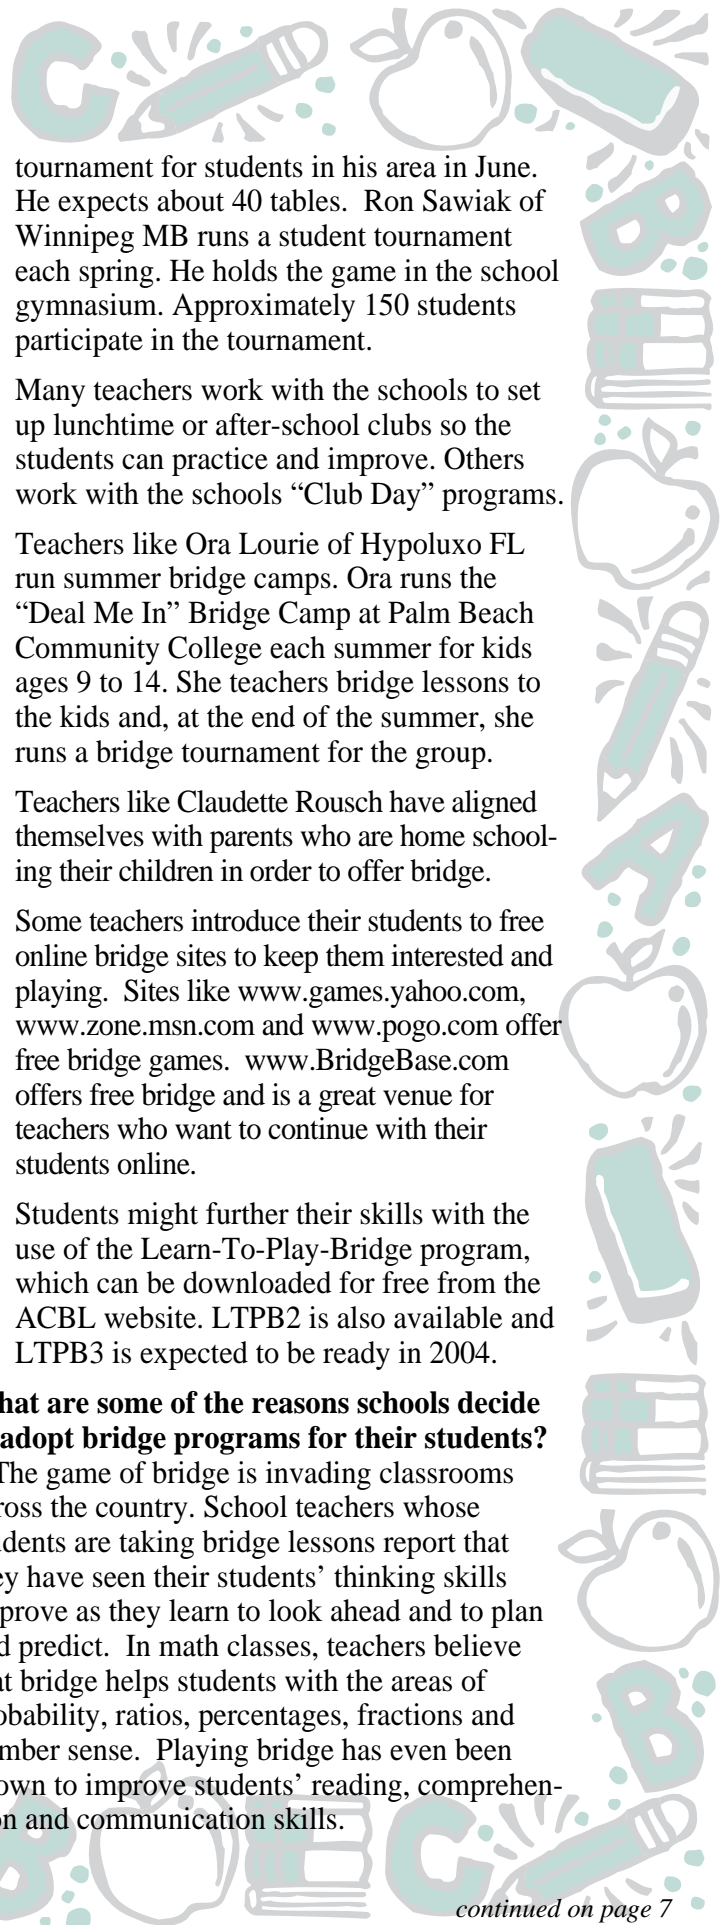 tournament for students in his area in June.
He expects about 40 tables.  Ron Sawiak of
Winnipeg MB runs a student tournament
each spring. He holds the game in the school
gymnasium. Approximately 150 students
participate in the tournament.
Many teachers work with the schools to set
up lunchtime or after-school clubs so the
students can practice and improve. Others
work with the schools “Club Day” programs.
Teachers like Ora Lourie of Hypoluxo FL
run summer bridge camps. Ora runs the
“Deal Me In” Bridge Camp at Palm Beach
Community College each summer for kids
ages 9 to 14. She teachers bridge lessons to
the kids and, at the end of the summer, she
runs a bridge tournament for the group.
Teachers like Claudette Rousch have aligned
themselves with parents who are home school-
ing their children in order to offer bridge.
Some teachers introduce their students to free
online bridge sites to keep them interested and
playing.  Sites like www.games.yahoo.com,
www.zone.msn.com and www.pogo.com offer
free bridge games.  www.BridgeBase.com
offers free bridge and is a great venue for
teachers who want to continue with their
students online.
Students might further their skills with the
use of the Learn-To-Play-Bridge program,
which can be downloaded for free from the
ACBL website. LTPB2 is also available and
LTPB3 is expected to be ready in 2004.
hat are some of the reasons schools decide
adopt bridge programs for their students?
The game of bridge is invading classrooms
ross the country. School teachers whose
udents are taking bridge lessons report that
ey have seen their students’ thinking skills
prove as they learn to look ahead and to plan
d predict.  In math classes, teachers believe
at bridge helps students with the areas of
obability, ratios, percentages, fractions and
mber sense.  Playing bridge has even been
own to improve students’ reading, comprehen-
on and communication skills.
continued on page 7